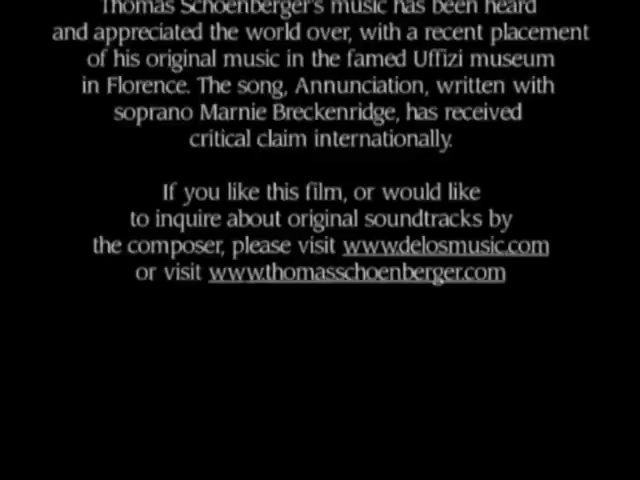 Thomas Schoenberger's music has been heard
and appreciated the world over, with a recent placement
of his original music in the famed Uffizi museum
in Florence. The song, Annunciation, written with
soprano Marnie Breckenridge, has received
critical claim internationally.
If you like this film, or would like
to inquire about original soundtracks by
the composer, please visit www.delosmusic.com
or visit www.thomasschoenberger.com